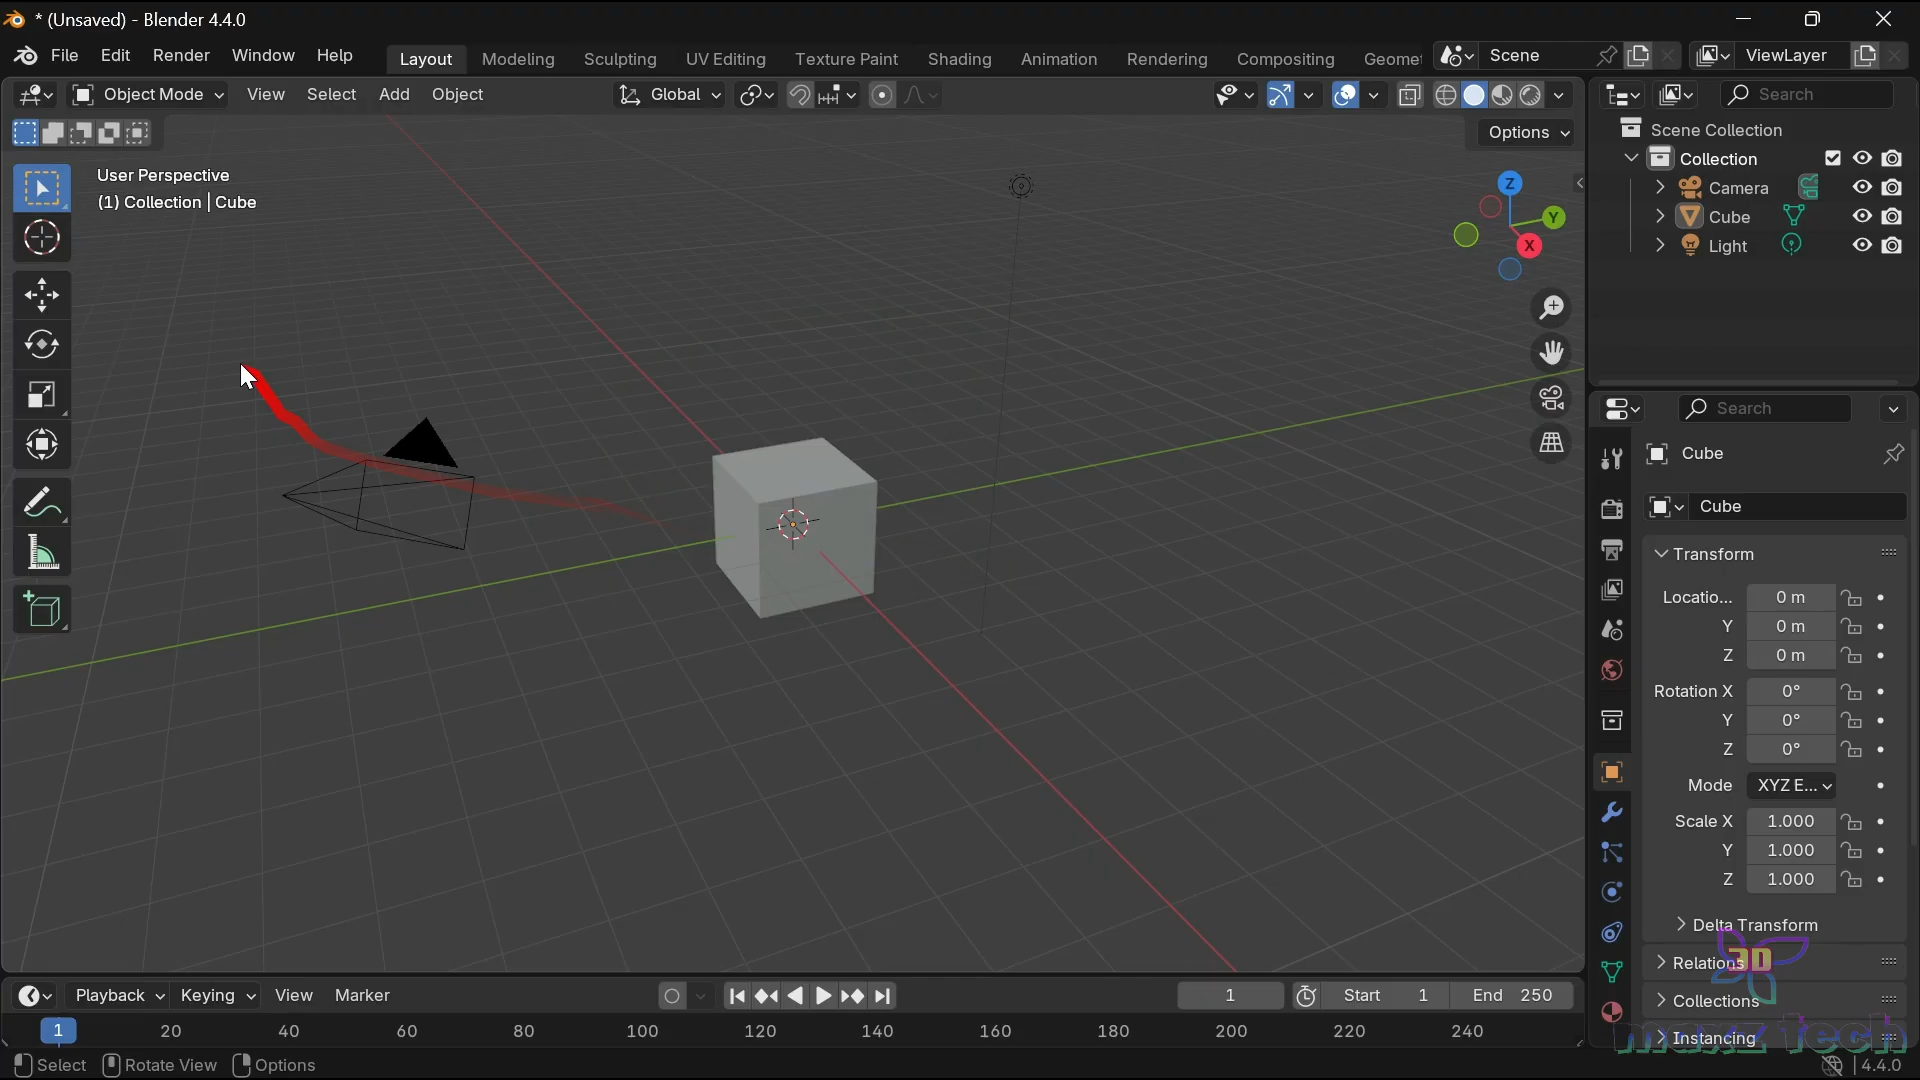 * (Unsaved) - Blender 4.4.0
File Edit Render Window Help Layout Modeling Sculpting UV Editing Texture Paint Shading Animation Rendering Compositing Geomet Scene ViewLayer
Object Mode View Select Add Object Global Search
Options
User Perspective
(1) Collection | Cube
Z
Y
X
Scene Collection
Collection
Camera
Cube
Light
Search
Cube
Cube
Transform
Locatio... 0 m
Y 0 m
Z 0 m
Rotation X 0°
Y 0°
Z 0°
Mode XYZ E...
Scale X 1.000
Y 1.000
Z 1.000
Delta Transform
Relations
Collections
Instancing
3D
maxz tech
Playback Keying View Marker 1 Start 1 End 250
1 20 40 60 80 100 120 140 160 180 200 220 240
Select Rotate View Options 4.4.0